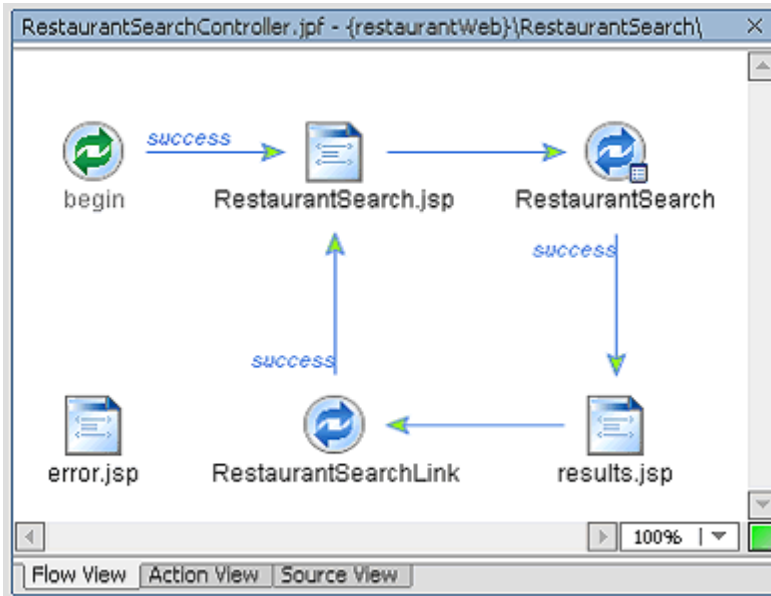 RestaurantSearchController.jpf - {restaurantWeb}\RestaurantSearch\
success
begin
RestaurantSearch.jsp
RestaurantSearch
success
success
error.jsp
RestaurantSearchLink
results.jsp
100%
Flow View
Action View
Source View